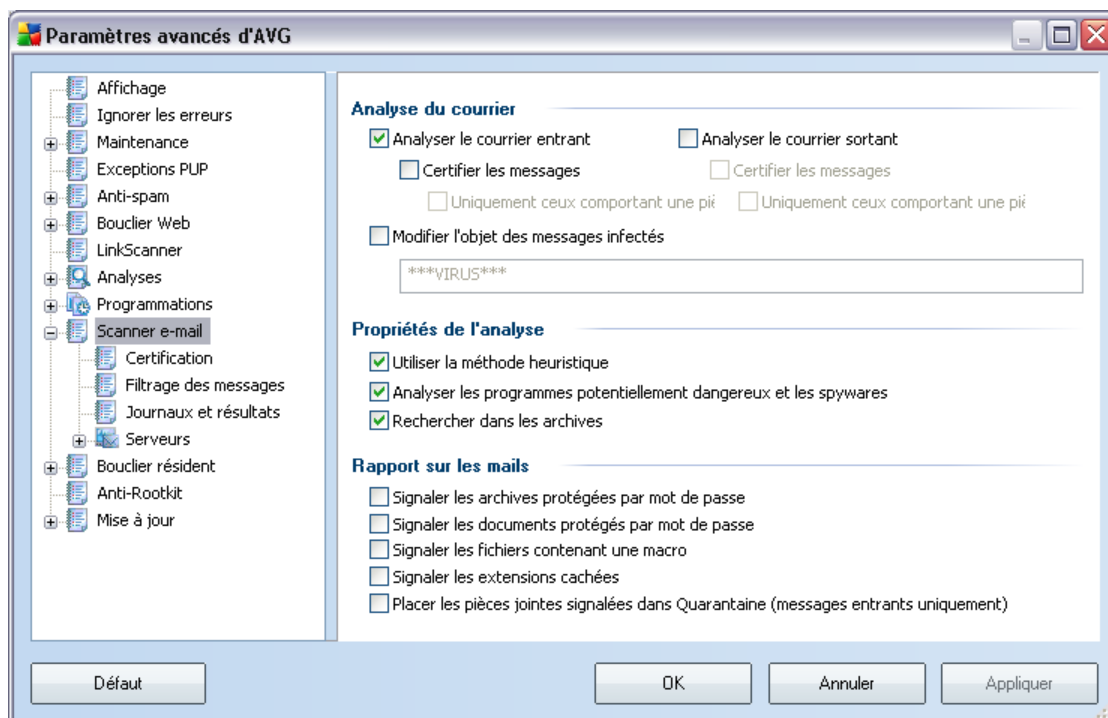 Paramètres avancés d'AVG
Affichage
Ignorer les erreurs
Maintenance
Exceptions PUP
Anti-spam
Bouclier Web
LinkScanner
Analyses
Programmations
Scanner e-mail
Certification
Filtrage des messages
Journaux et résultats
Serveurs
Bouclier résident
Anti-Rootkit
Mise à jour
Analyse du courrier
Analyser le courrier entrant
Analyser le courrier sortant
Certifier les messages
Certifier les messages
Uniquement ceux comportant une piè
Uniquement ceux comportant une piè
Modifier l'objet des messages infectés
***VIRUS***
Propriétés de l'analyse
Utiliser la méthode heuristique
Analyser les programmes potentiellement dangereux et les spywares
Rechercher dans les archives
Rapport sur les mails
Signaler les archives protégées par mot de passe
Signaler les documents protégés par mot de passe
Signaler les fichiers contenant une macro
Signaler les extensions cachées
Placer les pièces jointes signalées dans Quarantaine (messages entrants uniquement)
Défaut
OK
Annuler
Appliquer